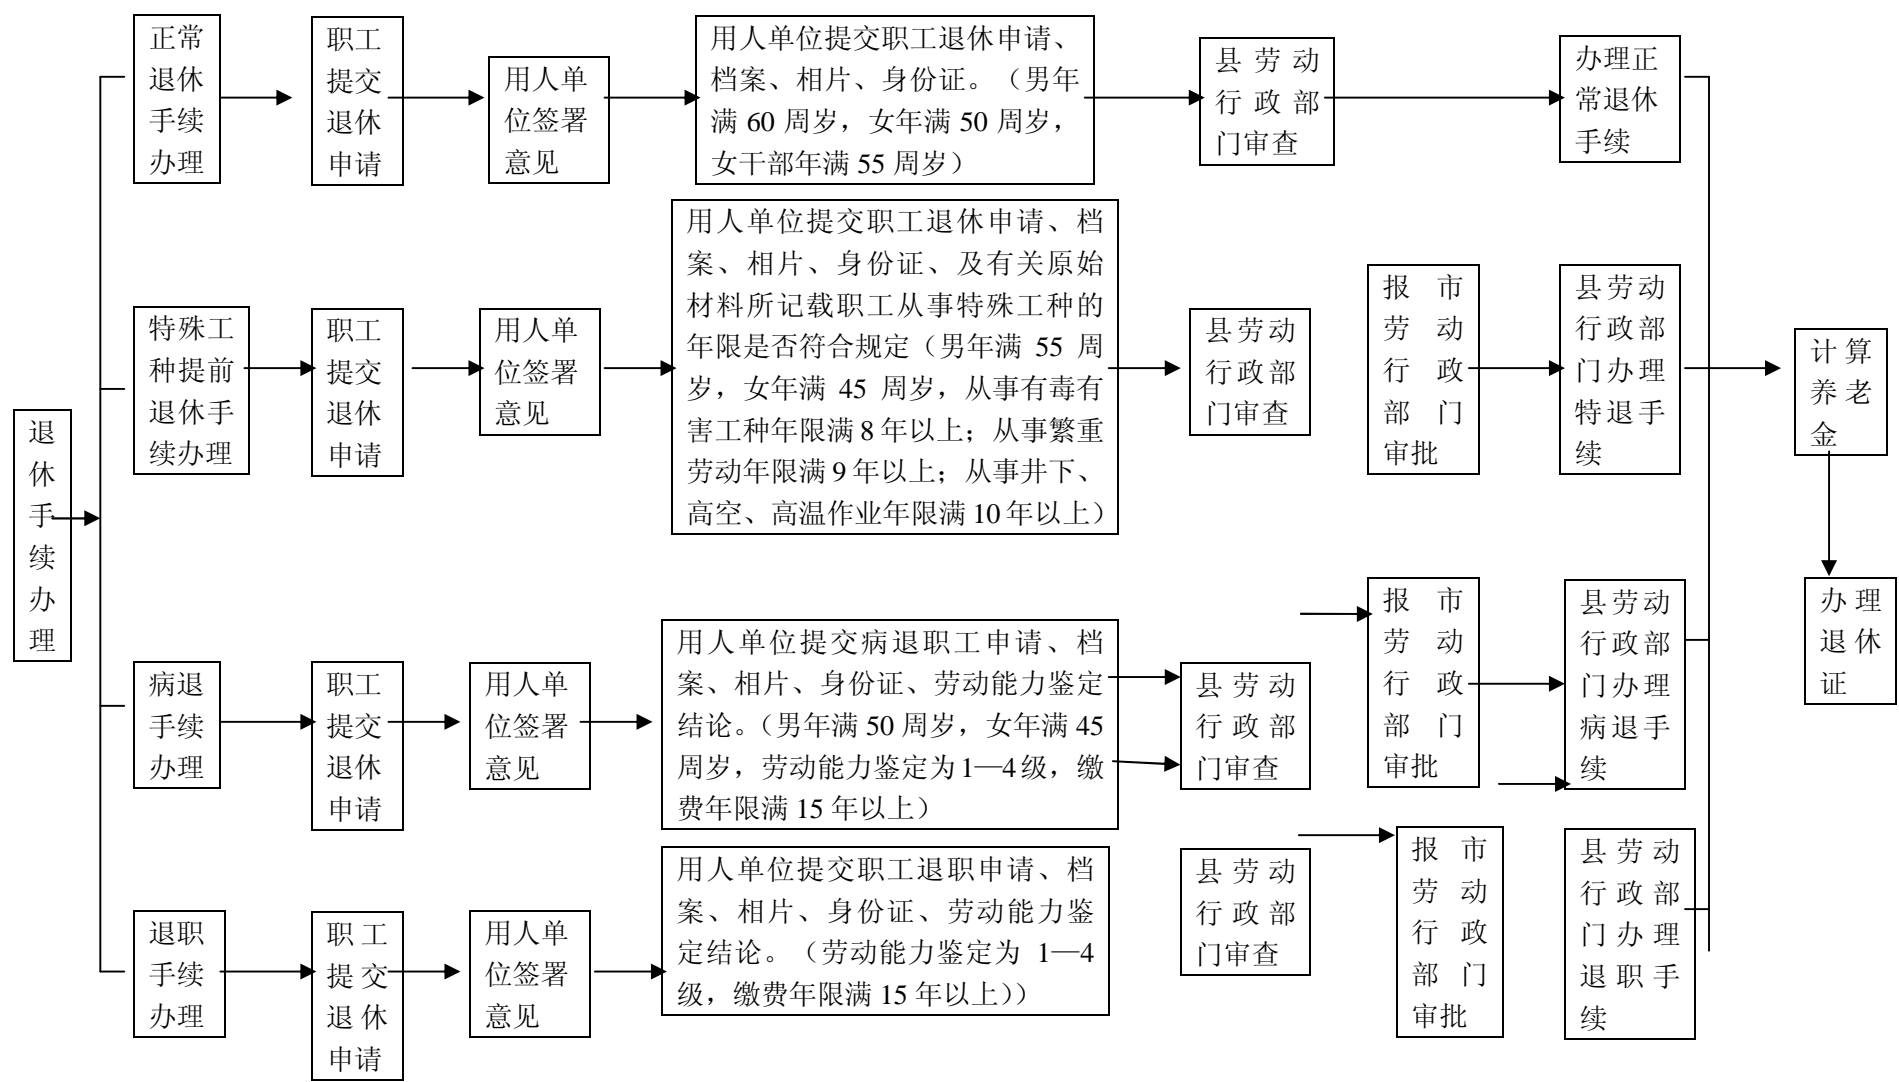 退
休
手
续
办
理
正常
退休
手续
办理
职工
提交
退休
申请
用人单
位签署
意见
用人单位提交职工退休申请、
档案、相片、身份证。（男年
满 60 周岁，女年满 50 周岁，
女干部年满 55 周岁）
县劳动
行政部
门审查
办理正
常退休
手续
特殊工
种提前
退休手
续办理
职工
提交
退休
申请
用人单
位签署
意见
用人单位提交职工退休申请、档
案、相片、身份证、及有关原始
材料所记载职工从事特殊工种的
年限是否符合规定（男年满 55 周
岁，女年满 45 周岁，从事有毒有
害工种年限满 8 年以上；从事繁重
劳动年限满 9 年以上；从事井下、
高空、高温作业年限满 10 年以上）
县劳动
行政部
门审查
报市
劳动
行政
部门
审批
县劳动
行政部
门办理
特退手
续
病退
手续
办理
职工
提交
退休
申请
用人单
位签署
意见
用人单位提交病退职工申请、档
案、相片、身份证、劳动能力鉴定
结论。（男年满 50 周岁，女年满 45
周岁，劳动能力鉴定为 1—4 级，缴
费年限满 15 年以上）
县劳动
行政部
门审查
报市
劳动
行政
部门
审批
县劳动
行政部
门办理
病退手
续
退职
手续
办理
职工
提交
退休
申请
用人单
位签署
意见
用人单位提交职工退职申请、档
案、相片、身份证、劳动能力鉴
定结论。（劳动能力鉴定为 1—4
级，缴费年限满 15 年以上））
县劳动
行政部
门审查
报市
劳动
行政
部门
审批
县劳动
行政部
门办理
退职手
续
计算
养老
金
办理
退休
证